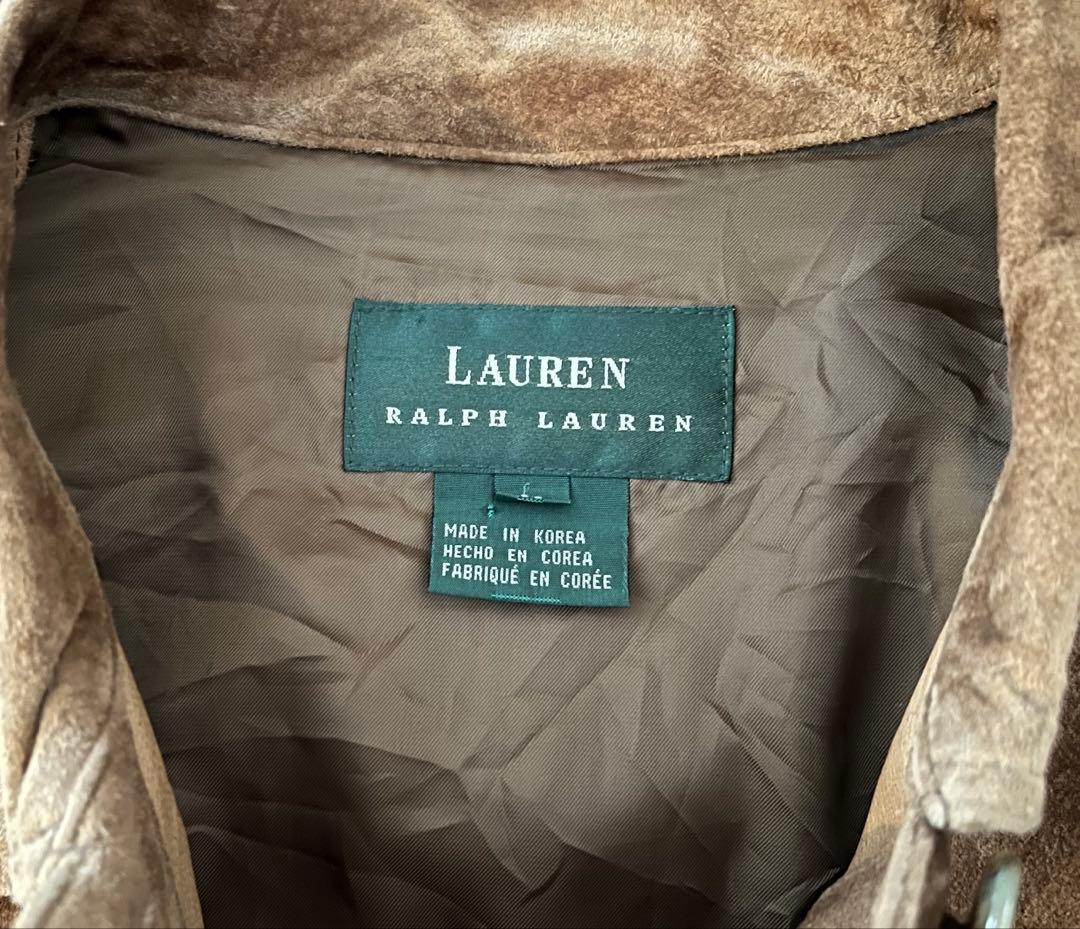 LAUREN
RALPH LAUREN
MADE IN KOREA
HECHO EN COREA
FABRIQUÉ EN CORÉE